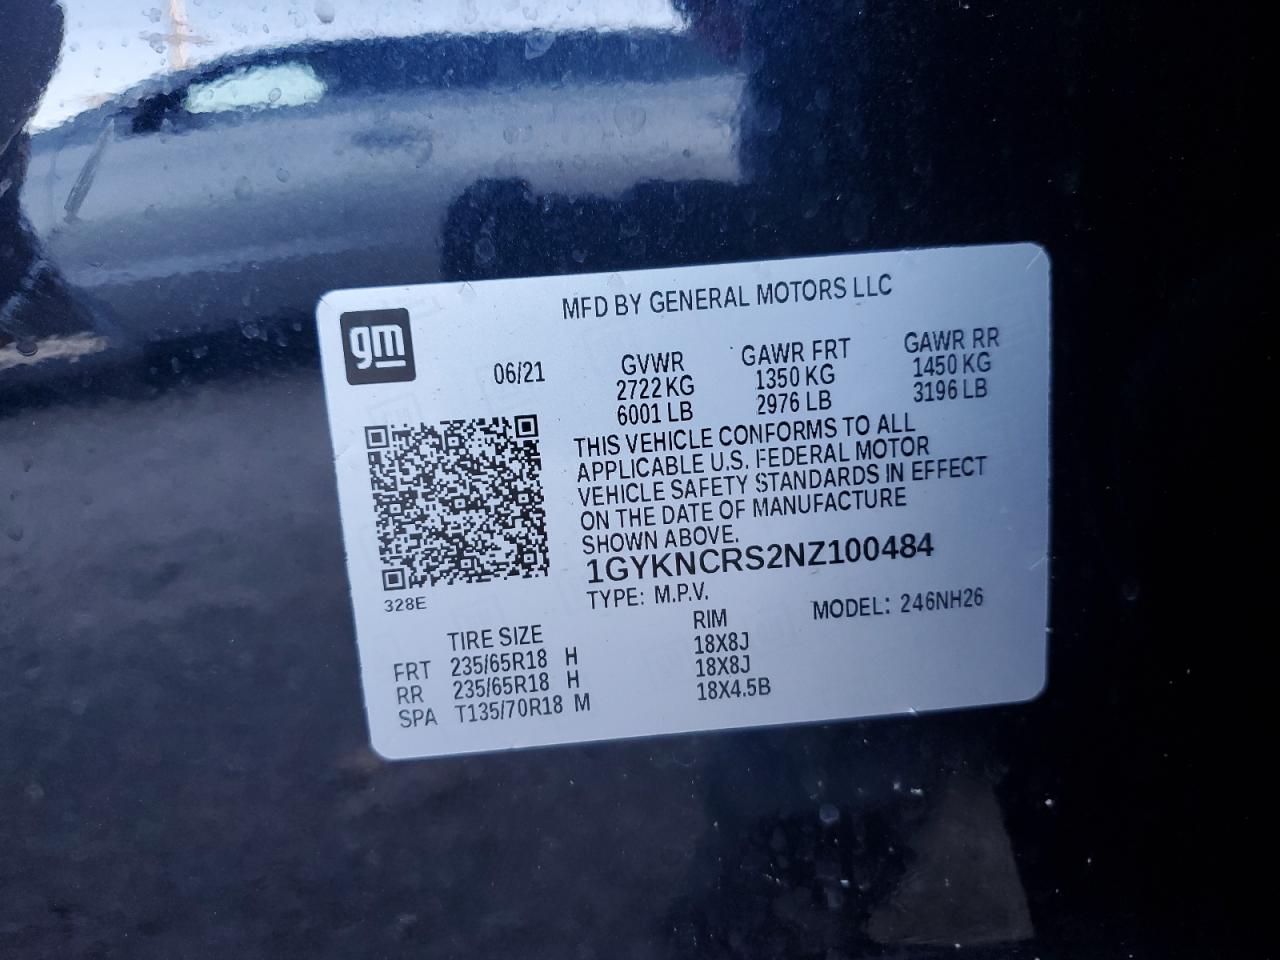 gm
MFD BY GENERAL MOTORS LLC
06/21 GVWR GAWR FRT GAWR RR
2722 KG 1350 KG 1450 KG
6001 LB 2976 LB 3196 LB
THIS VEHICLE CONFORMS TO ALL
APPLICABLE U.S. FEDERAL MOTOR
VEHICLE SAFETY STANDARDS IN EFFECT
ON THE DATE OF MANUFACTURE
SHOWN ABOVE.
1GYKNCRS2NZ100484
328E
TYPE: M.P.V. MODEL: 246NH26
TIRE SIZE RIM
FRT 235/65R18 H 18X8J
RR 235/65R18 H 18X8J
SPA T135/70R18 M 18X4.5B